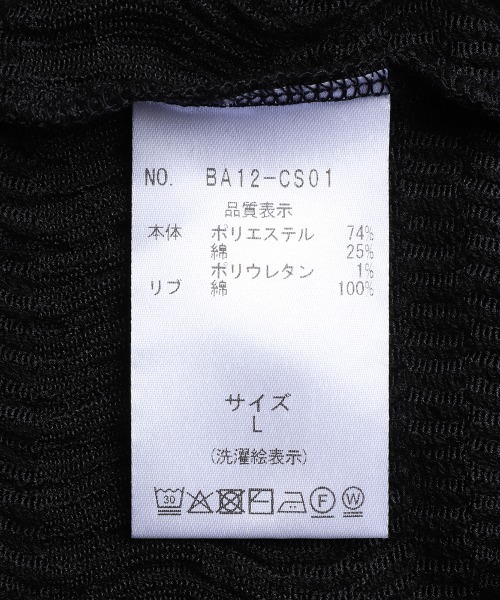 NO. BA12-CS01
品質表示
本体 ポリエステル 74%
綿 25%
ポリウレタン 1%
リブ 綿 100%
サイズ
L
(洗濯絵表示)
30 F W